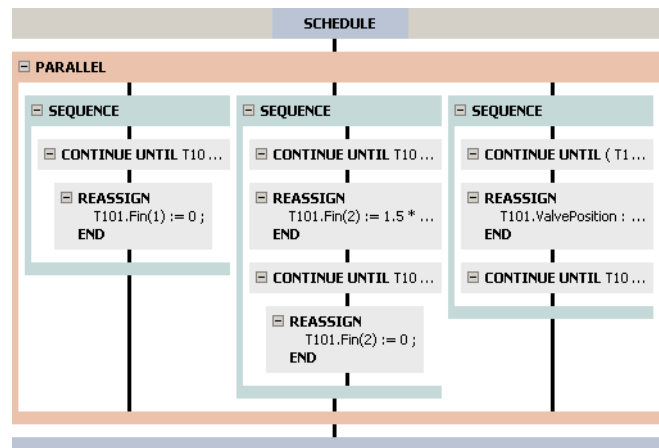 SCHEDULE
PARALLEL
SEQUENCE
CONTINUE UNTIL T10 ...
REASSIGN
T101.Fin(1) := 0 ;
END
SEQUENCE
CONTINUE UNTIL T10 ...
REASSIGN
T101.Fin(2) := 1.5 * ...
END
CONTINUE UNTIL T10 ...
REASSIGN
T101.Fin(2) := 0 ;
END
SEQUENCE
CONTINUE UNTIL ( T1 ...
REASSIGN
T101.ValvePosition : ...
END
CONTINUE UNTIL T10 ...